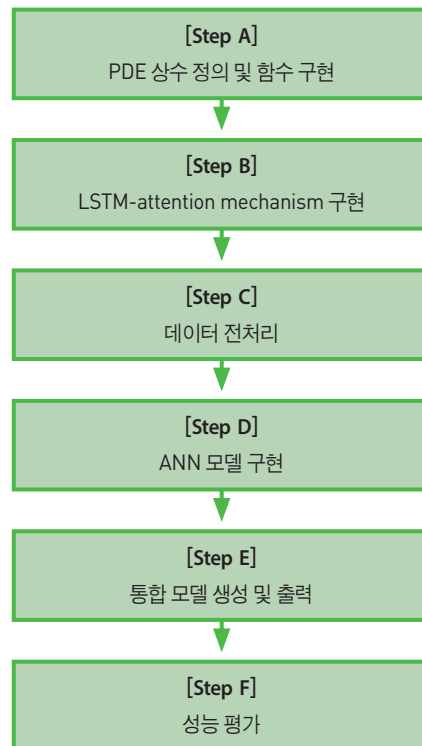 [Step A]
PDE 상수 정의 및 함수 구현
[Step B]
LSTM-attention mechanism 구현
[Step C]
데이터 전처리
[Step D]
ANN 모델 구현
[Step E]
통합 모델 생성 및 출력
[Step F]
성능 평가